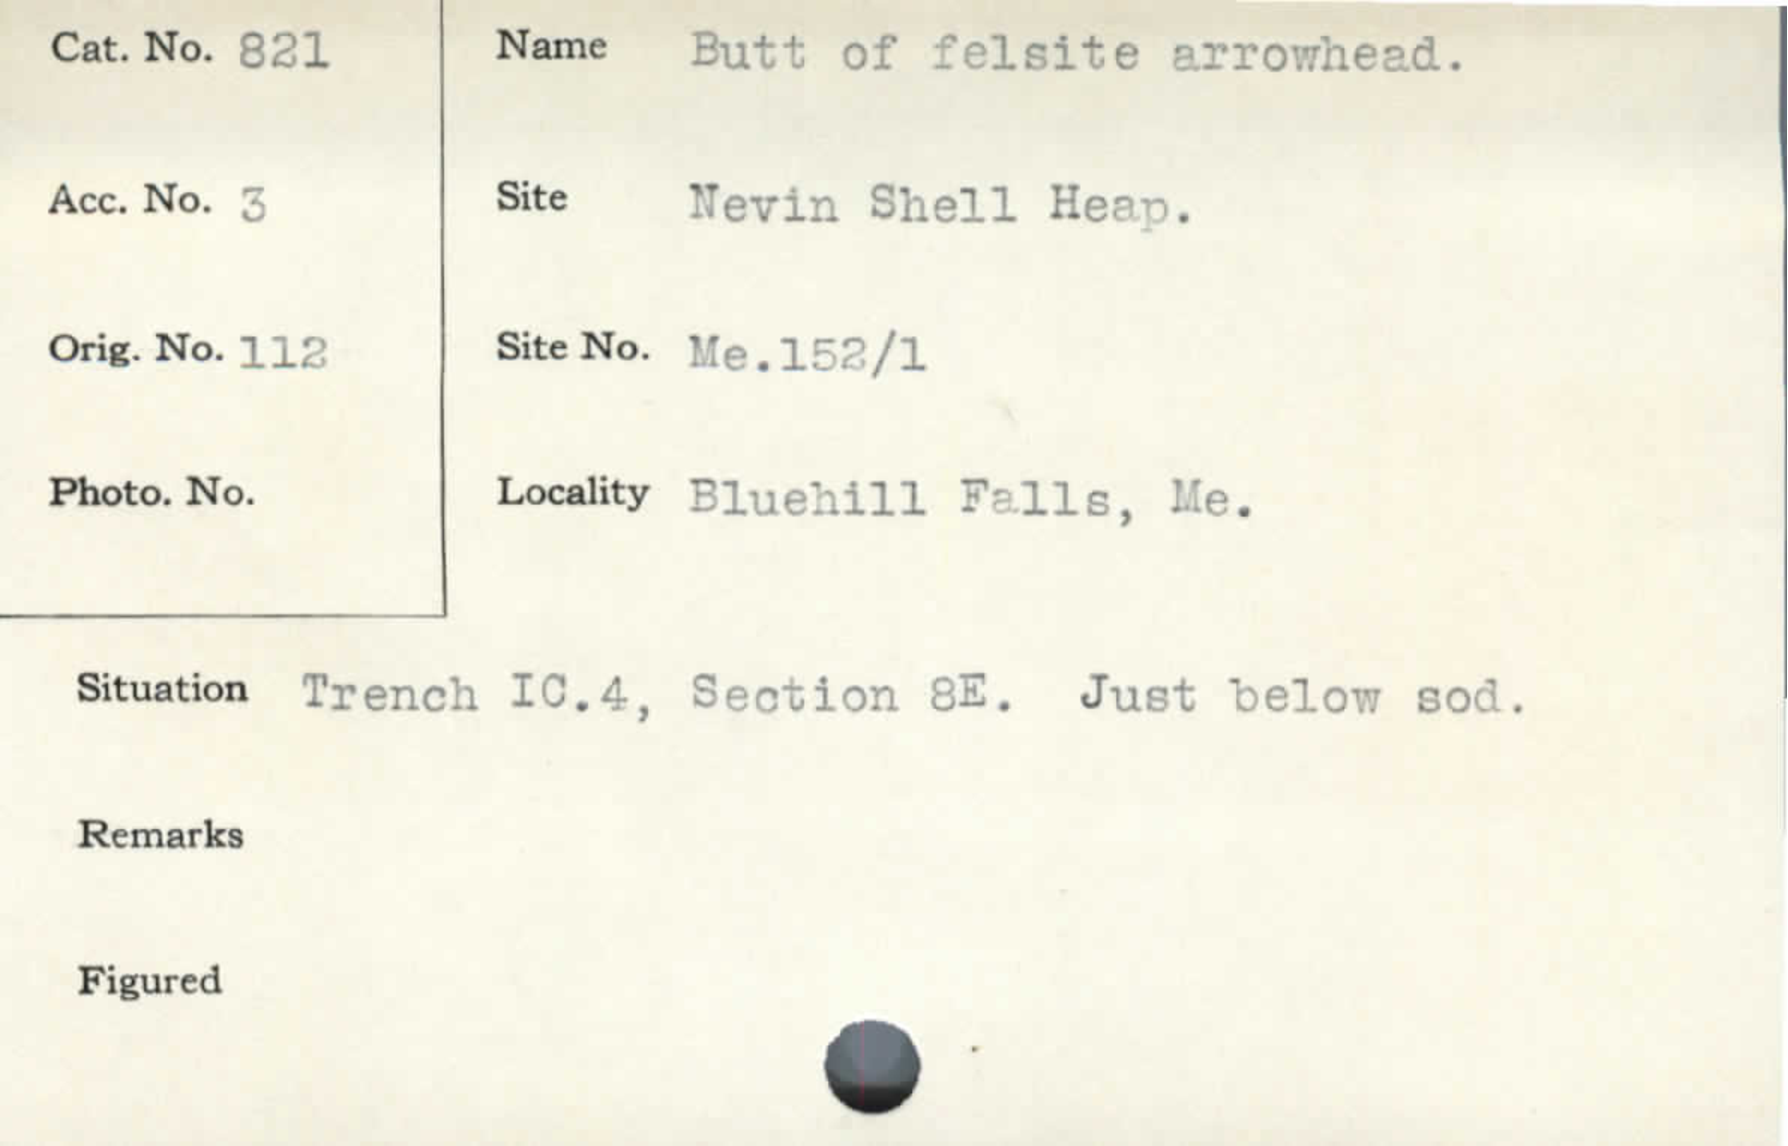 Cat. No. 821
Name Butt of felsite arrowhead.
Acc. No. 3
Site Nevin Shell Heap.
Orig. No. 112
Site No. Me.152/1
Photo. No.
Locality Bluehill Falls, Me.
Situation Trench IC.4, Section 8E. Just below sod.
Remarks
Figured